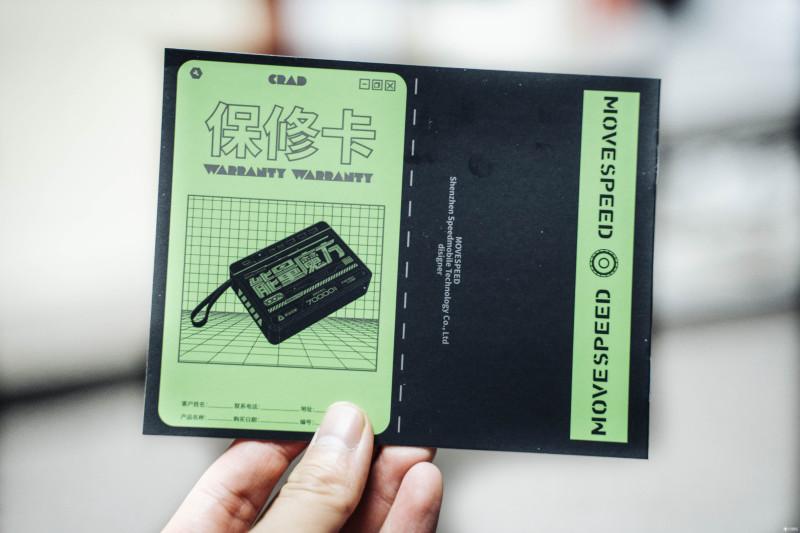 CRAD
保修卡
WARRANTY WARRANTY
能量魔方
客户姓名: 联系电话: 地址:
产品名称: 购买日期: 编号:
MOVESPEED
Shenzhen Speedmobile Technology Co., Ltd
disigner
MOVESPEED MOVESPEED